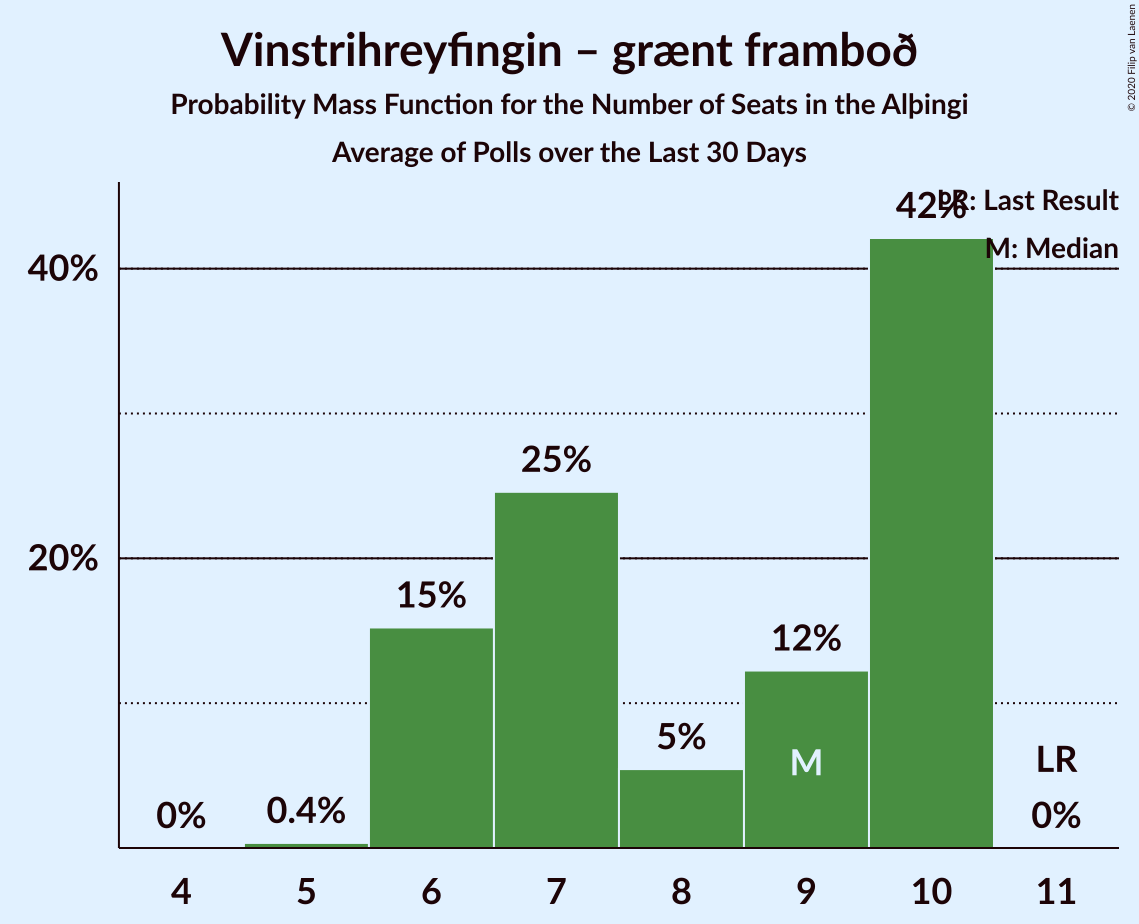 Vinstrihreyfingin – grænt framboð
Probability Mass Function for the Number of Seats in the Alþingi
Average of Polls over the Last 30 Days
© 2020 Filip van Laenen
LR: Last Result
M: Median
42%
40%
25%
20%
15%
12%
5%
M
LR
0%
0.4%
0%
4 5 6 7 8 9 10 11